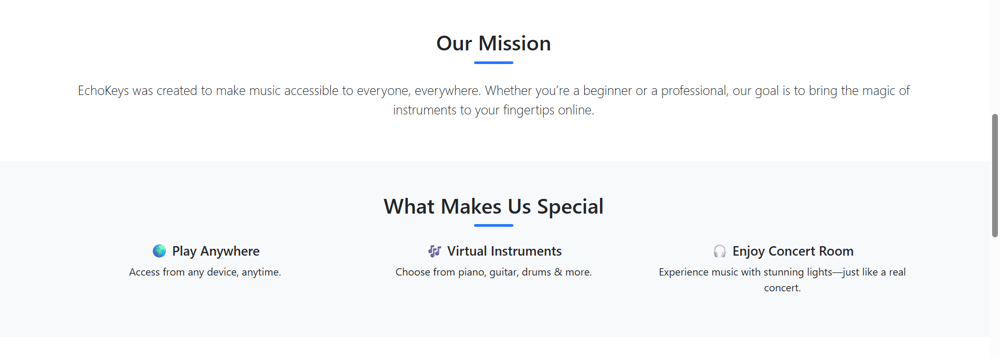 Our Mission
EchoKeys was created to make music accessible to everyone, everywhere. Whether you’re a beginner or a professional, our goal is to bring the magic of
instruments to your fingertips online.
What Makes Us Special
🌍 Play Anywhere
Access from any device, anytime.
🎶 Virtual Instruments
Choose from piano, guitar, drums & more.
🎧 Enjoy Concert Room
Experience music with stunning lights—just like a real
concert.